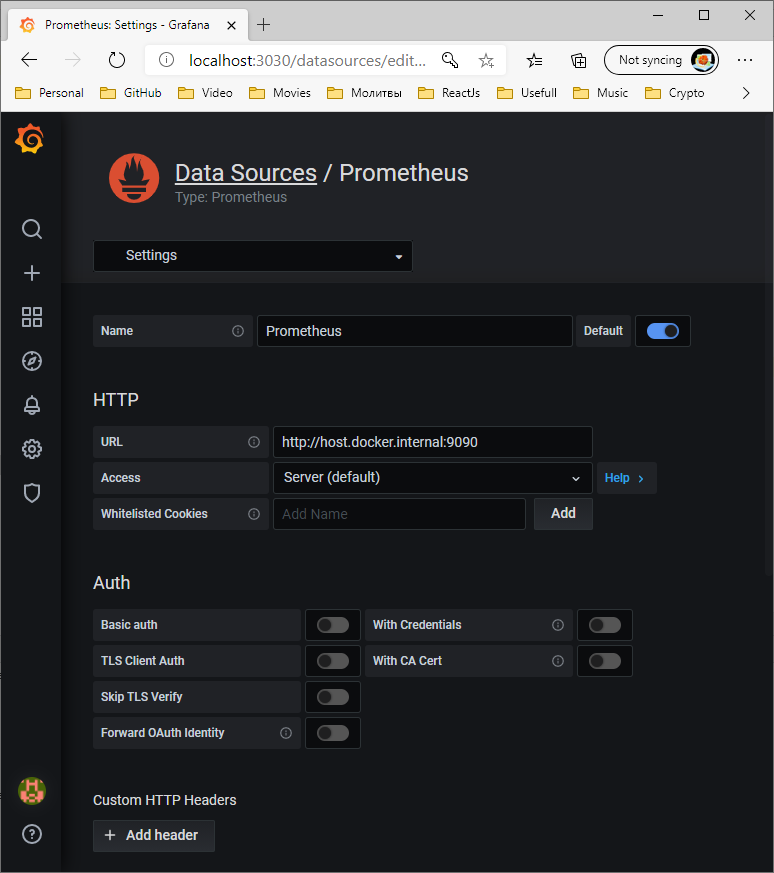 Prometheus: Settings - Grafana
localhost:3030/datasources/edit...
Not syncing
Personal GitHub Video Movies Молитвы ReactJs Usefull Music Crypto
Data Sources / Prometheus
Type: Prometheus
Settings
Name Prometheus Default
HTTP
URL http://host.docker.internal:9090
Access Server (default) Help
Whitelisted Cookies Add Name Add
Auth
Basic auth With Credentials
TLS Client Auth With CA Cert
Skip TLS Verify
Forward OAuth Identity
Custom HTTP Headers
+ Add header